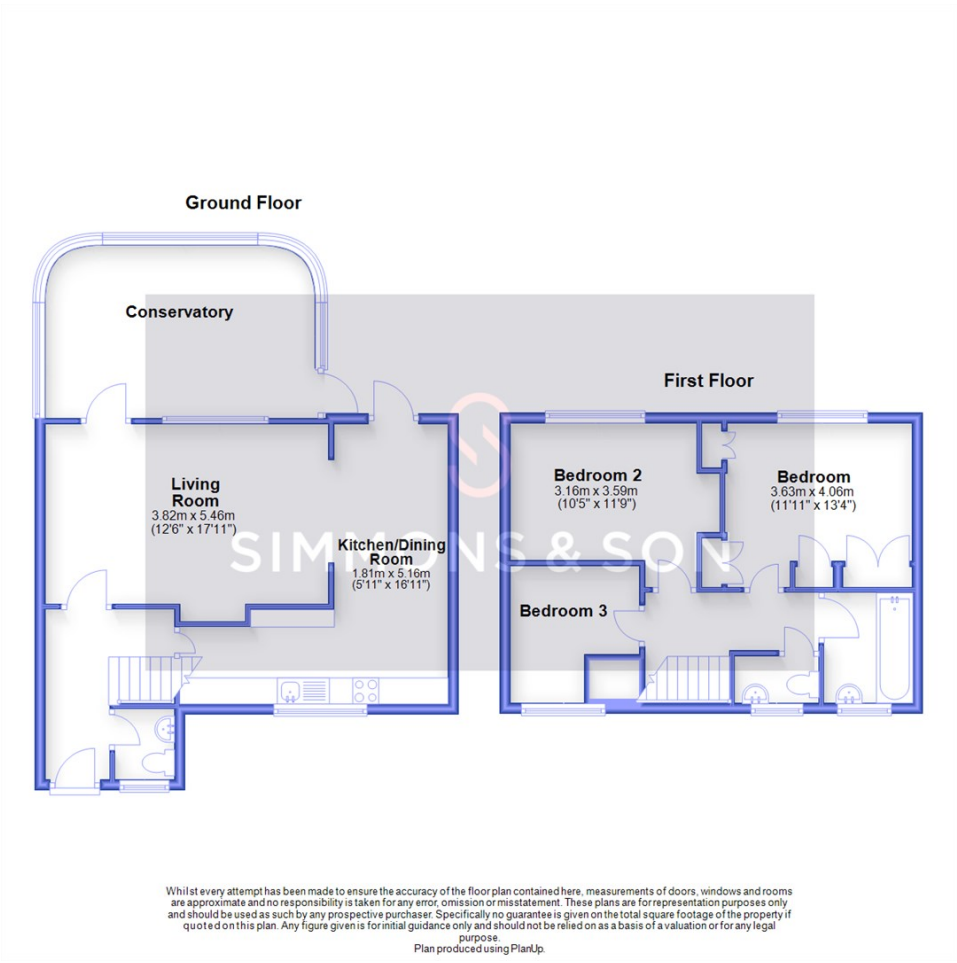 Ground Floor
Conservatory
First Floor
Living
Room
3.82m x 5.46m
(12'6" x 17'11")
Kitchen/Dining
Room
1.81m x 5.16m
(5'11" x 16'11")
Bedroom 2
3.16m x 3.59m
(10'5" x 11'9")
Bedroom
3.63m x 4.06m
(11'11" x 13'4")
SIMMONS & SON
Bedroom 3
Whilst every attempt has been made to ensure the accuracy of the floor plan contained here, measurements of doors, windows and rooms
are approximate and no responsibility is taken for any error, omission or misstatement. These plans are for representation purposes only
and should be used as such by any prospective purchaser. Specifically no guarantee is given on the total square footage of the property if
quoted on this plan. Any figure given is for initial guidance only and should not be relied on as a basis of a valuation or for any legal
purpose.
Plan produced using PlanUp.